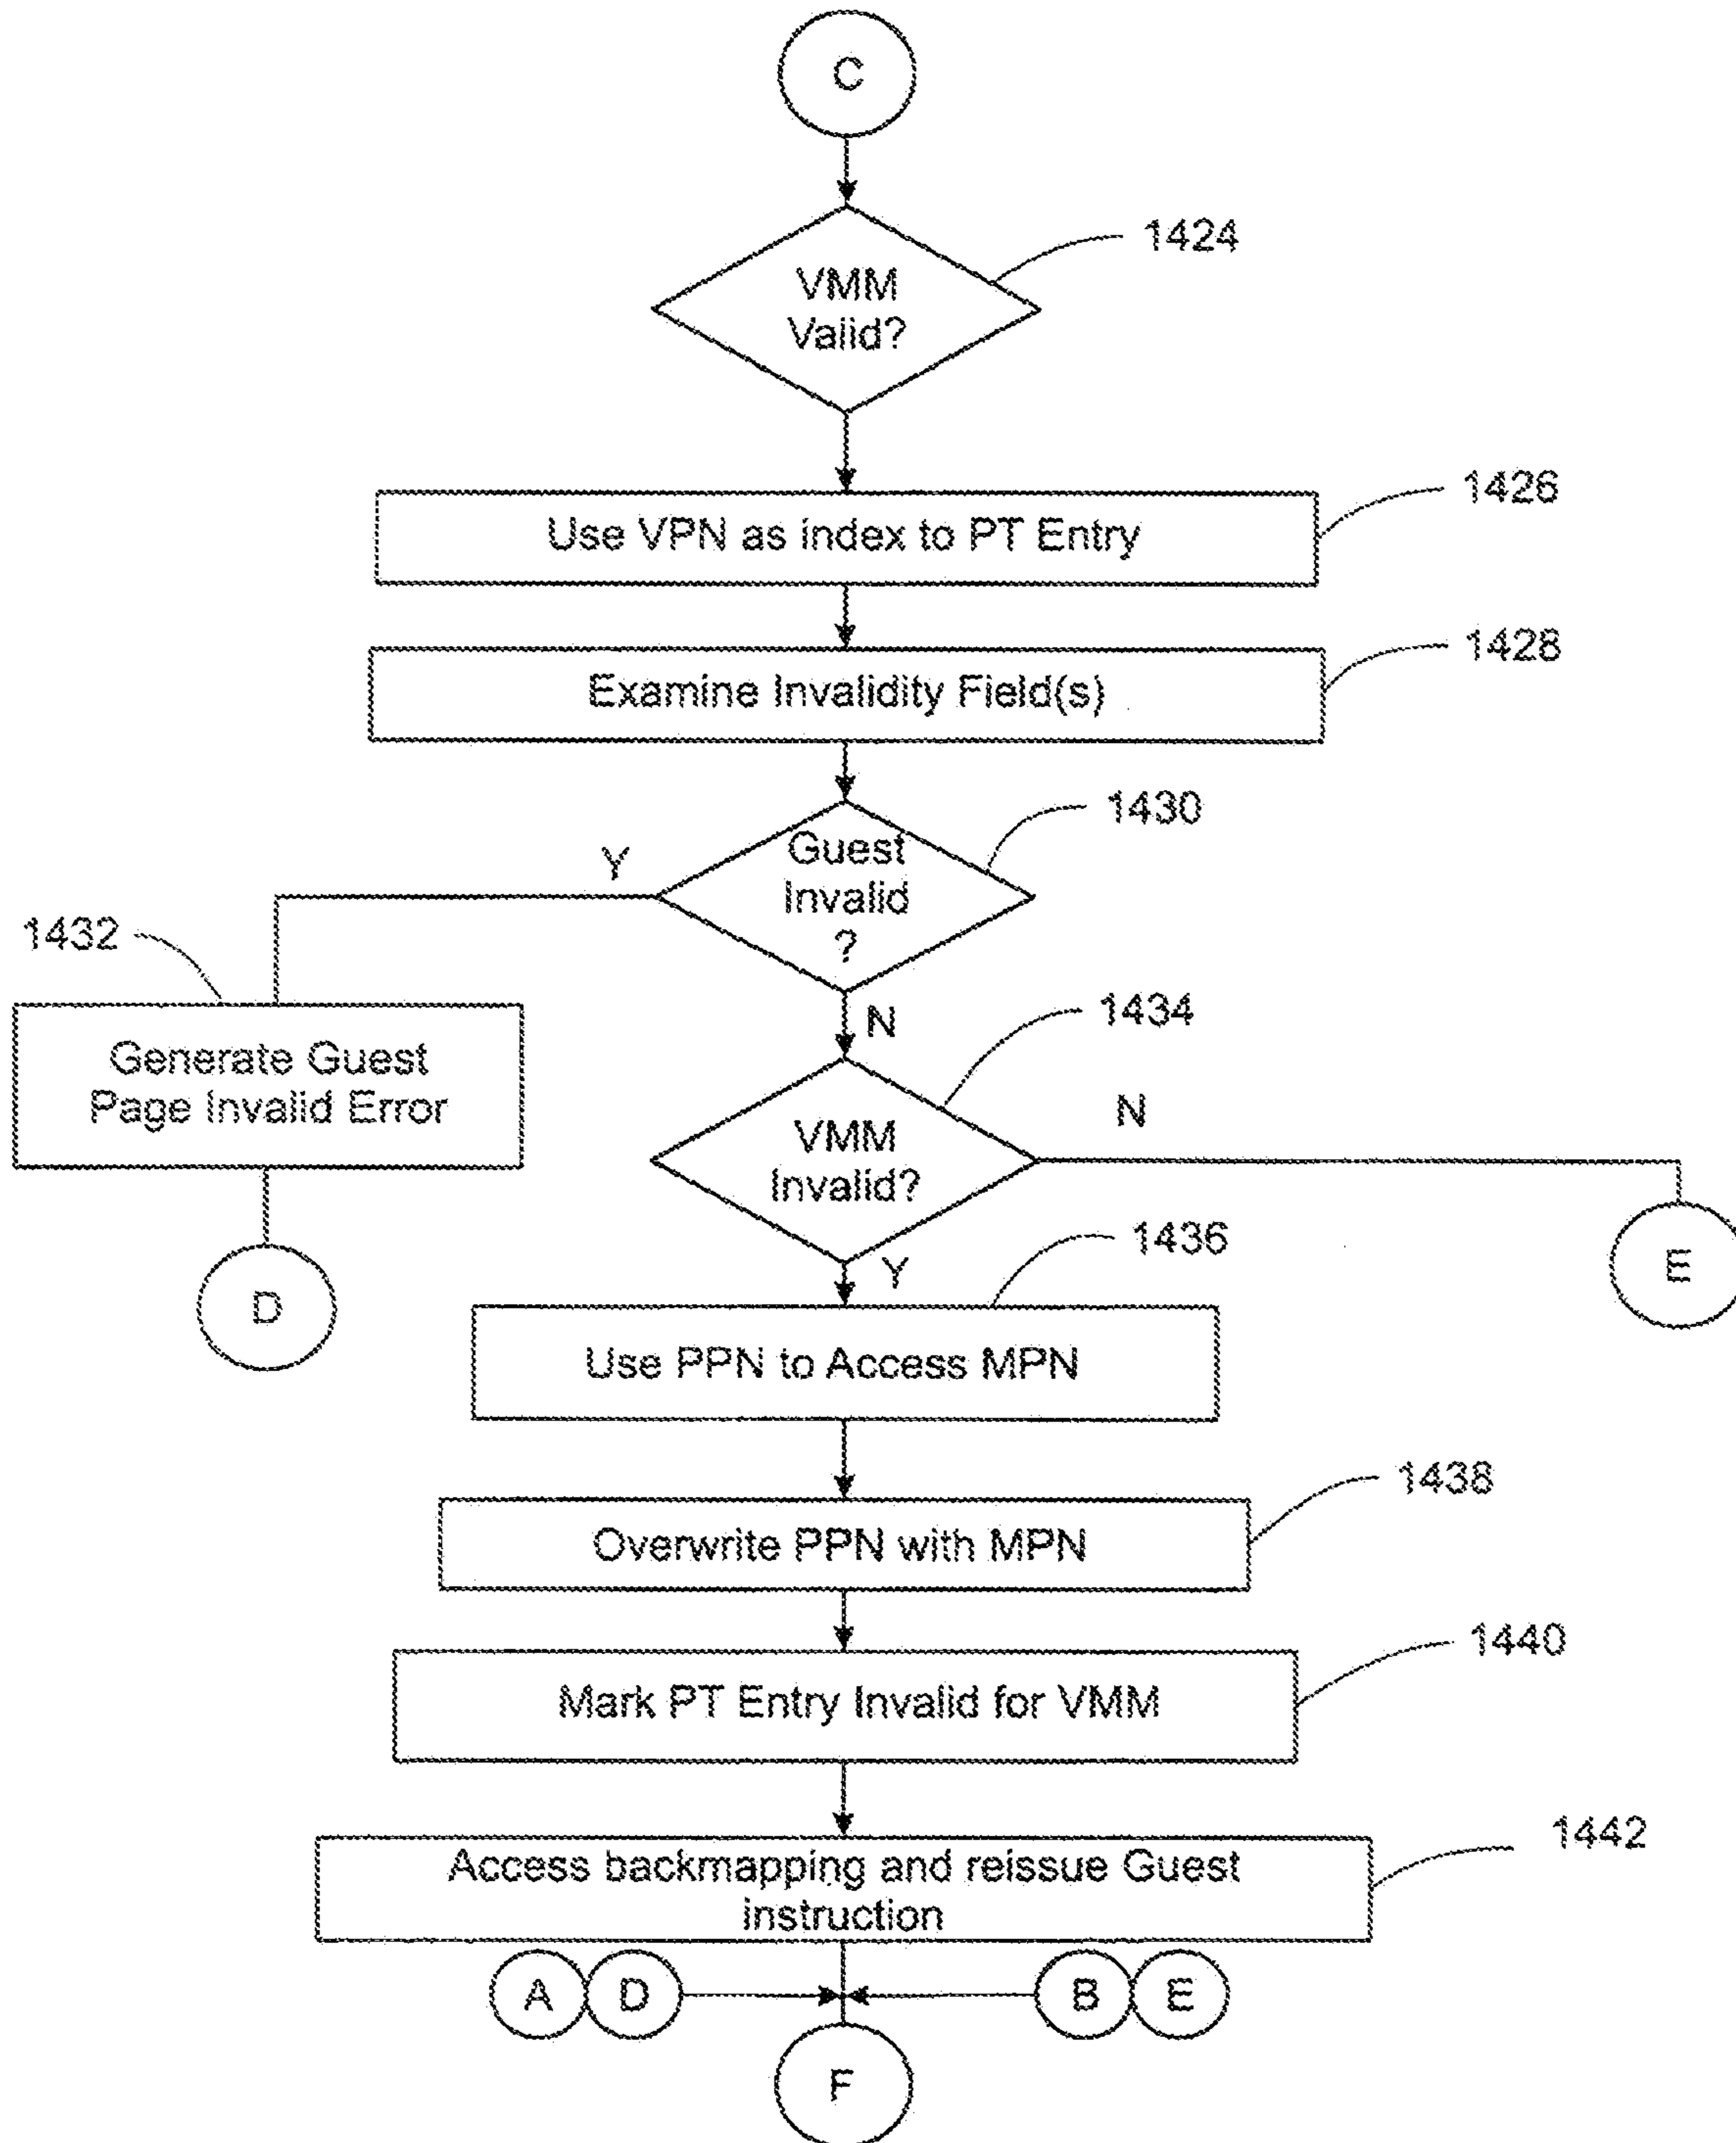 C
1424
VMM
Valid?
1426
Use VPN as index to PT Entry
1428
Examine Invalidity Field(s)
1430
Guest
Invalid
?
Y
1432
Generate Guest
Page Invalid Error
N
1434
VMM
Invalid?
N
D
E
1436
Y
Use PPN to Access MPN
1438
Overwrite PPN with MPN
1440
Mark PT Entry Invalid for VMM
1442
Access backmapping and reissue Guest
instruction
A D B E
F